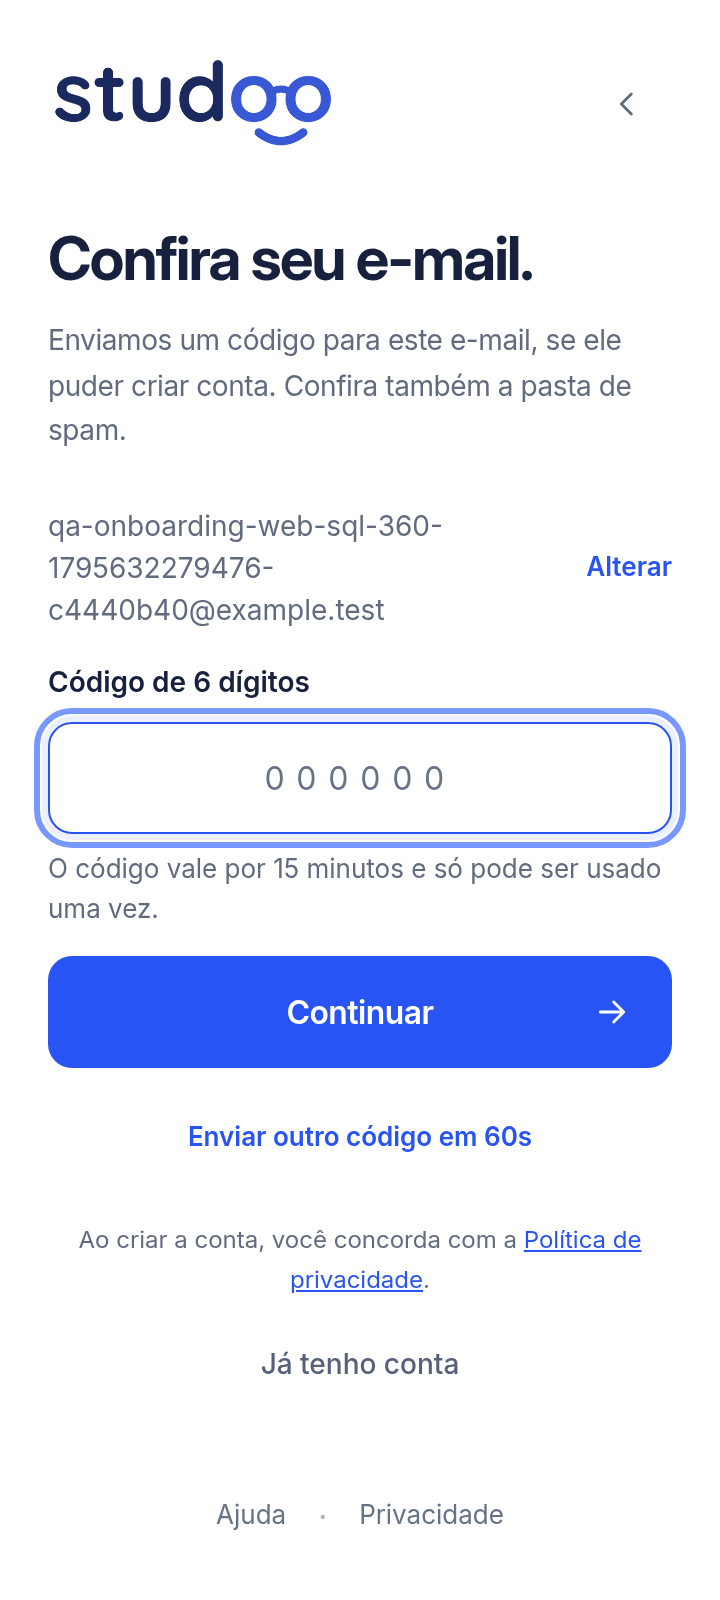 studoo
Confira seu e-mail.
Enviamos um código para este e-mail, se ele
puder criar conta. Confira também a pasta de
spam.
qa-onboarding-web-sql-360-
1795632279476-
c4440b40@example.test
Alterar
Código de 6 dígitos
000000
O código vale por 15 minutos e só pode ser usado
uma vez.
Continuar
Enviar outro código em 60s
Ao criar a conta, você concorda com a Política de
privacidade.
Já tenho conta
Ajuda · Privacidade